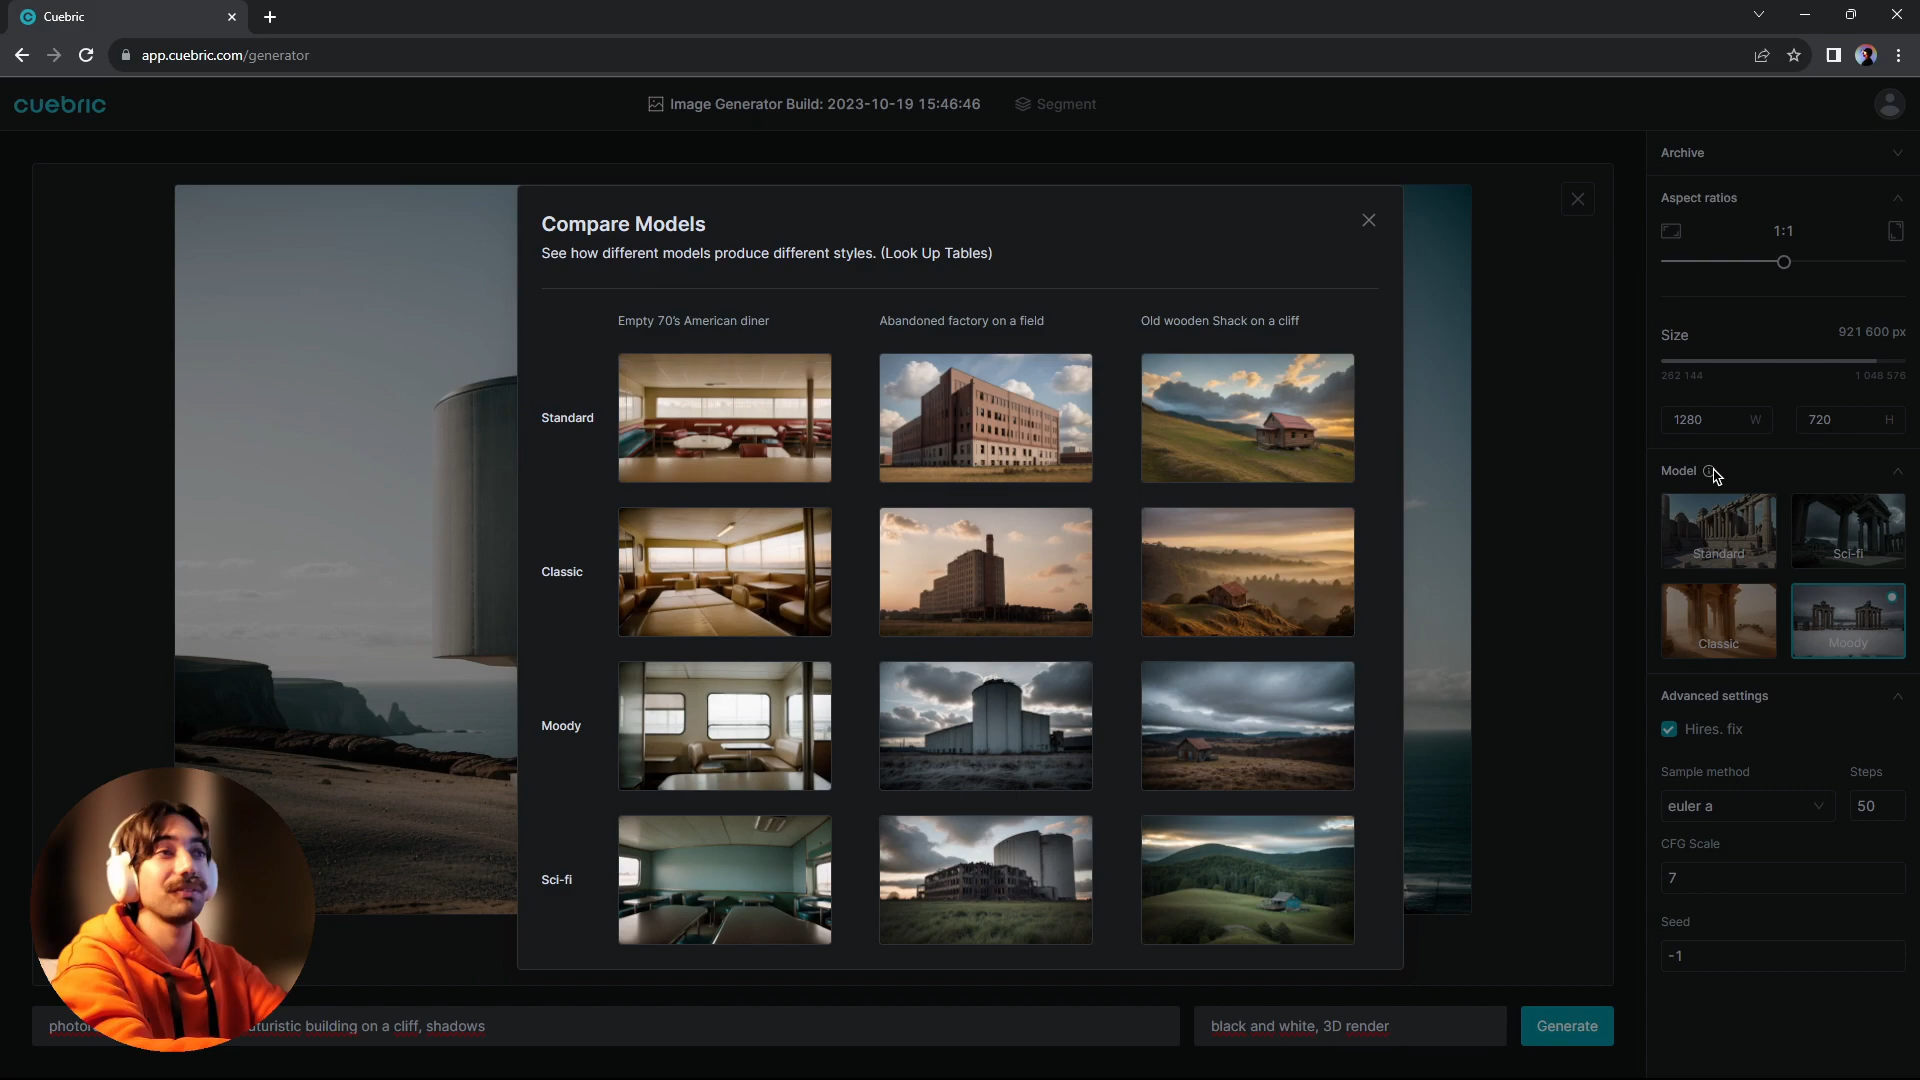 Cuebric
app.cuebric.com/generator
cuebric
Image Generator Build: 2023-10-19 15:46:46
Segment
Archive
Aspect ratios
1:1
Size
921 600 px
262 144
1 048 576
1280 W
720 H
Model
Standard
Sci-fi
Classic
Moody
Advanced settings
Hires. fix
Sample method
Steps
euler a
50
CFG Scale
7
Seed
-1
Compare Models
See how different models produce different styles. (Look Up Tables)
Empty 70's American diner
Abandoned factory on a field
Old wooden Shack on a cliff
Standard
Classic
Moody
Sci-fi
building on a cliff, shadows
black and white, 3D render
Generate